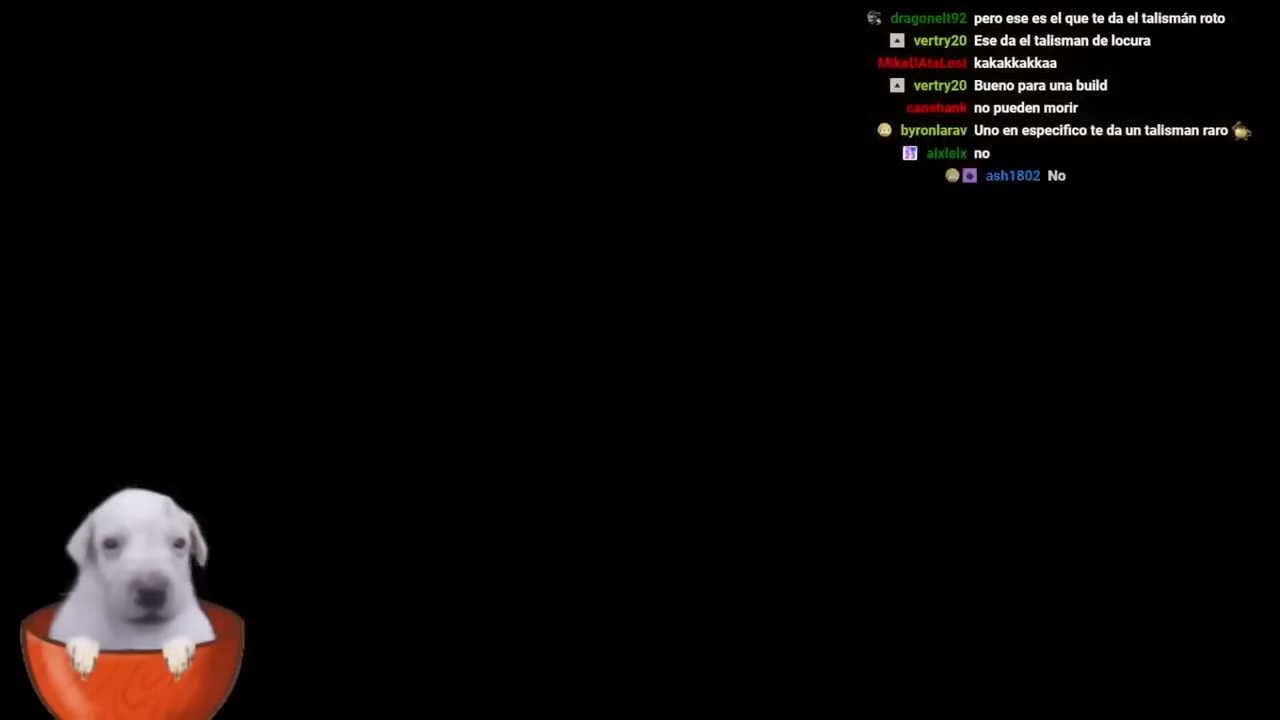 dragonelt92 pero ese es el que te da el talismán roto
vertry20 Ese da el talisman de locura
MikeDAtaLost kakakkakkaa
vertry20 Bueno para una build
caoshank no pueden morir
byronlarav Uno en especifico te da un talisman raro
aixlelx no
ash1802 No